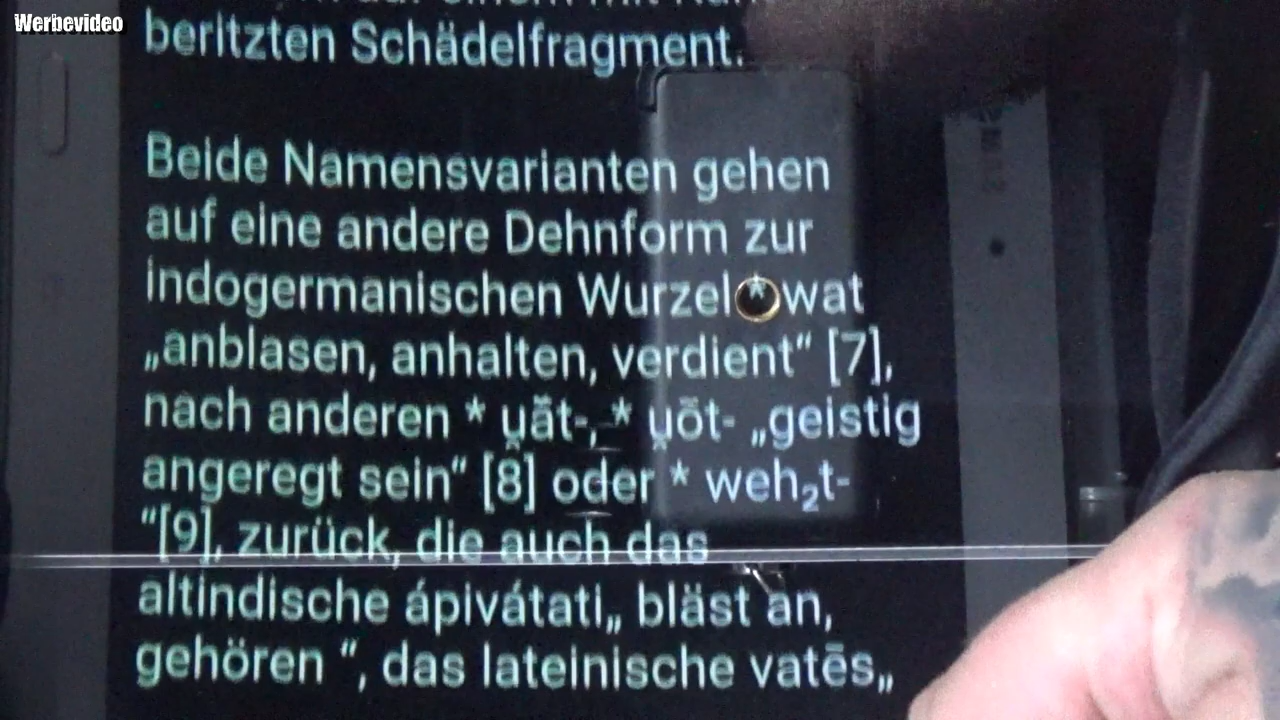 Werbevideo
beritzten Schädelfragment.
Beide Namensvarianten gehen
auf eine andere Dehnform zur
indogermanischen Wurzel * wat
„anblasen, anhalten, verdient“ [7],
nach anderen * u̯ăt-, * u̯ōt- „geistig
angeregt sein“ [8] oder * weh₂t-
“[9], zurück, die auch das
altindische ápivátati„ bläst an,
gehören “, das lateinische vatēs„